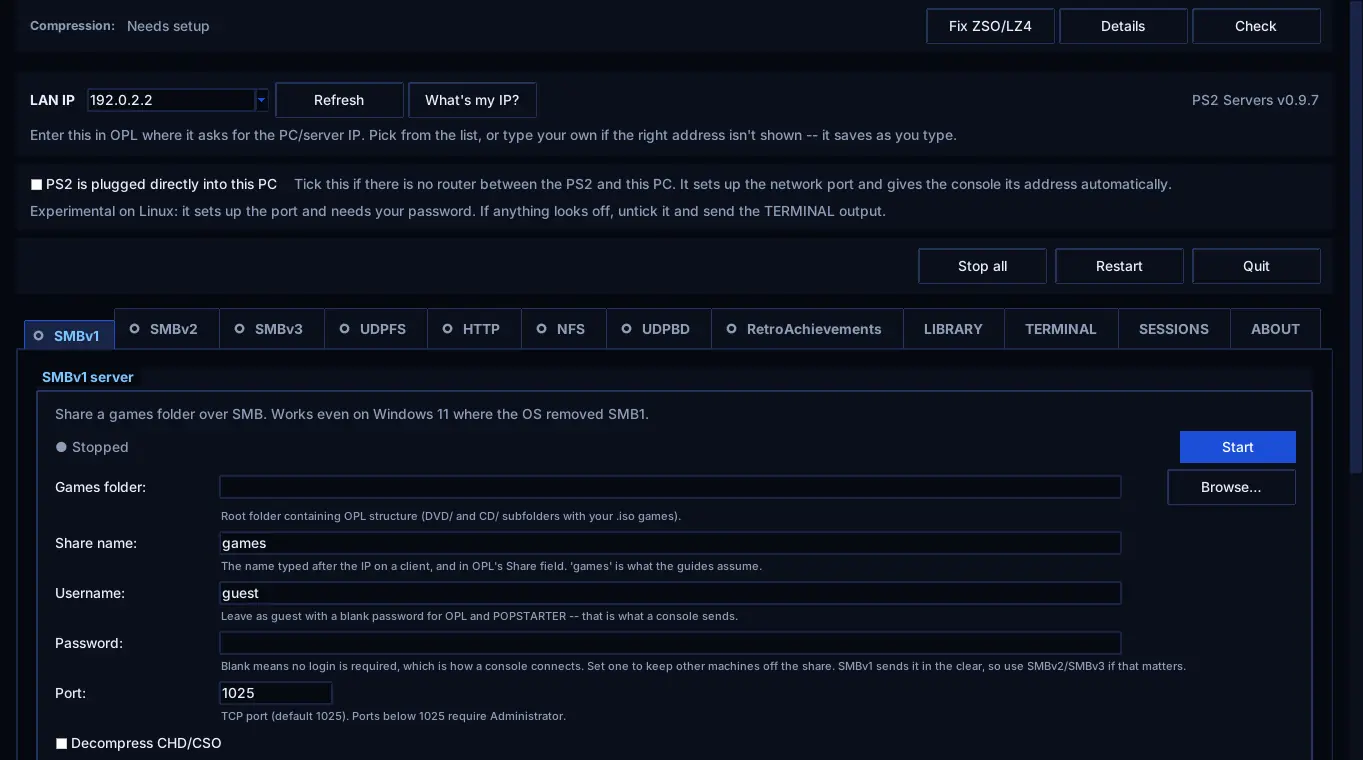 Compression: Needs setup Fix ZSO/LZ4 Details Check
LAN IP 192.0.2.2 Refresh What's my IP? PS2 Servers v0.9.7
Enter this in OPL where it asks for the PC/server IP. Pick from the list, or type your own if the right address isn't shown -- it saves as you type.
PS2 is plugged directly into this PC Tick this if there is no router between the PS2 and this PC. It sets up the network port and gives the console its address automatically.
Experimental on Linux: it sets up the port and needs your password. If anything looks off, untick it and send the TERMINAL output.
Stop all Restart Quit
SMBv1 SMBv2 SMBv3 UDPFS HTTP NFS UDPBD RetroAchievements LIBRARY TERMINAL SESSIONS ABOUT
SMBv1 server
Share a games folder over SMB. Works even on Windows 11 where the OS removed SMB1.
Stopped Start
Games folder: Browse...
Root folder containing OPL structure (DVD/ and CD/ subfolders with your .iso games).
Share name: games
The name typed after the IP on a client, and in OPL's Share field. 'games' is what the guides assume.
Username: guest
Leave as guest with a blank password for OPL and POPSTARTER -- that is what a console sends.
Password:
Blank means no login is required, which is how a console connects. Set one to keep other machines off the share. SMBv1 sends it in the clear, so use SMBv2/SMBv3 if that matters.
Port: 1025
TCP port (default 1025). Ports below 1025 require Administrator.
Decompress CHD/CSO